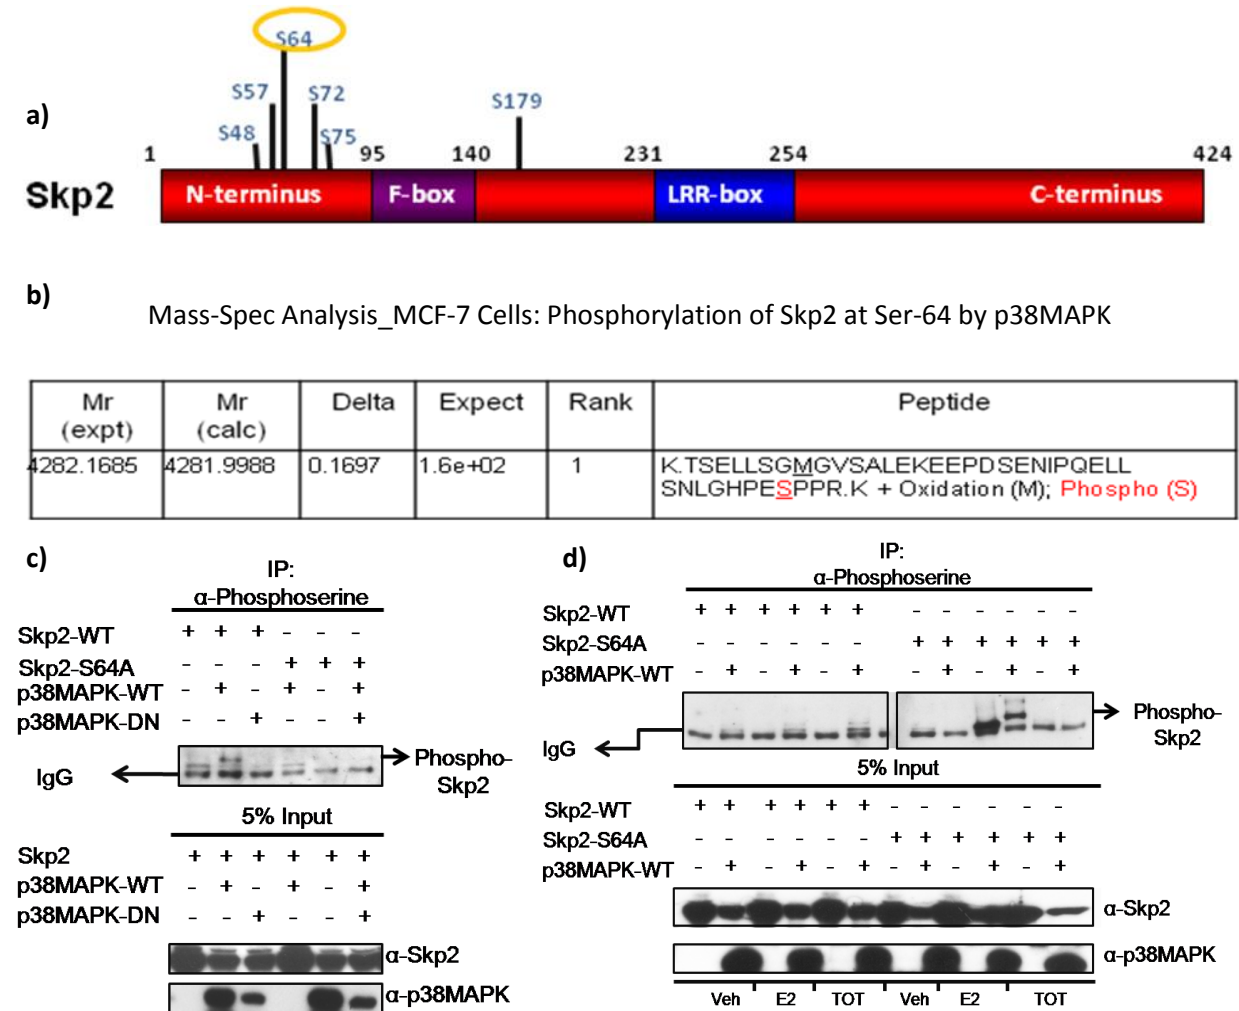 a)
S64
S57 S72
S48 S75 S179
1 95 140 231 254 424
Skp2 N-terminus F-box LRR-box C-terminus
b)
Mass-Spec Analysis_MCF-7 Cells: Phosphorylation of Skp2 at Ser-64 by p38MAPK
Mr (expt) Mr (calc) Delta Expect Rank Peptide
4282.1685 4281.9988 0.1697 1.6e+02 1 K.TSELLSGMGVSALEKEEPDSENIPQELL
SNLGHPESPPR.K + Oxidation (M); Phospho (S)
c)
IP:
α-Phosphoserine
Skp2-WT + + + - - -
Skp2-S64A - - - + + +
p38MAPK-WT - + - + - +
p38MAPK-DN - - + - - +
IgG
Phospho-
Skp2
5% Input
Skp2 + + + + + +
p38MAPK-WT - + - + - +
p38MAPK-DN - - + - - +
α-Skp2
α-p38MAPK
d)
IP:
α-Phosphoserine
Skp2-WT + + + + + + - - - - - -
Skp2-S64A - - - - - - + + + + + +
p38MAPK-WT - + - + - + - + - + - +
IgG
Phospho-
Skp2
5% Input
Skp2-WT + + + + + + - - - - - -
Skp2-S64A - - - - - - + + + + + +
p38MAPK-WT - + - + - + - + - + - +
α-Skp2
α-p38MAPK
Veh E2 TOT Veh E2 TOT